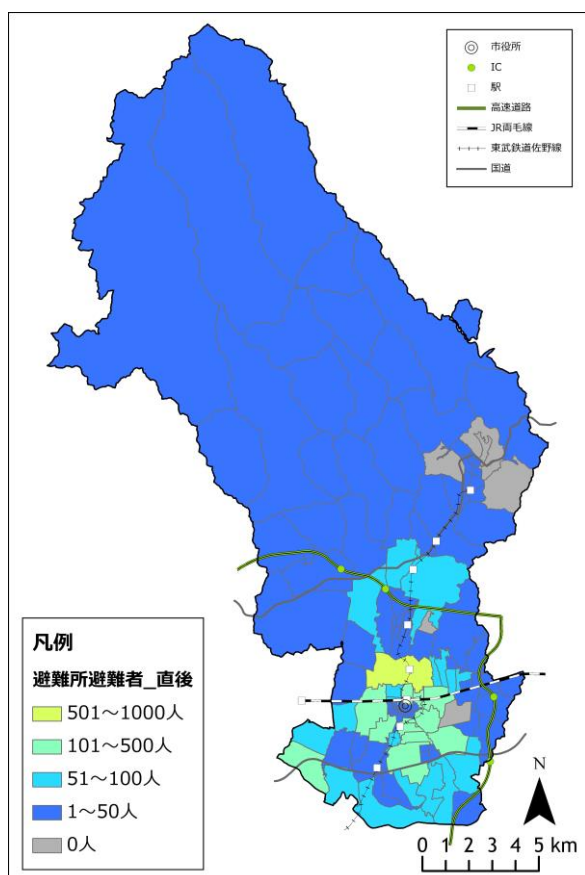 市役所
IC
駅
高速道路
JR両毛線
東武鉄道佐野線
国道
凡例
避難所避難者_直後
501～1000人
101～500人
51～100人
1～50人
0人
N
0 1 2 3 4 5 km